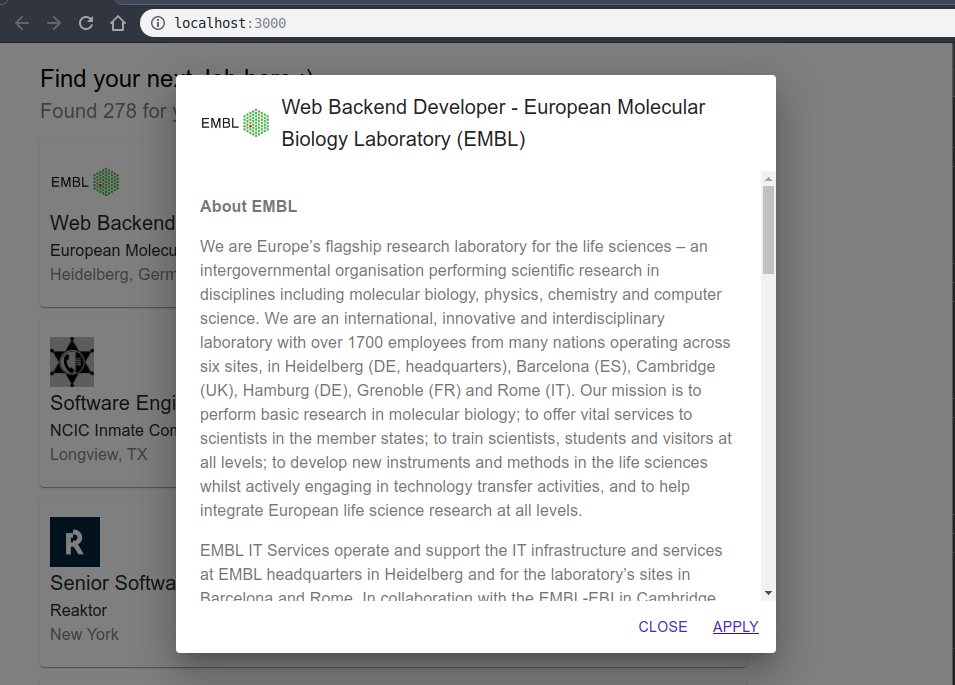 localhost:3000
Find your next Job here :)
Found 278 for
EMBL
Web Backend
European Molecu
Heidelberg, Germ
Software Engi
NCIC Inmate Com
Longview, TX
R
Senior Softwa
Reaktor
New York
EMBL
Web Backend Developer - European Molecular
Biology Laboratory (EMBL)
About EMBL
We are Europe’s flagship research laboratory for the life sciences – an
intergovernmental organisation performing scientific research in
disciplines including molecular biology, physics, chemistry and computer
science. We are an international, innovative and interdisciplinary
laboratory with over 1700 employees from many nations operating across
six sites, in Heidelberg (DE, headquarters), Barcelona (ES), Cambridge
(UK), Hamburg (DE), Grenoble (FR) and Rome (IT). Our mission is to
perform basic research in molecular biology; to offer vital services to
scientists in the member states; to train scientists, students and visitors at
all levels; to develop new instruments and methods in the life sciences
whilst actively engaging in technology transfer activities, and to help
integrate European life science research at all levels.
EMBL IT Services operate and support the IT infrastructure and services
at EMBL headquarters in Heidelberg and for the laboratory’s sites in
Barcelona and Rome. In collaboration with the EMBL-EBI in Cambridge
CLOSE
APPLY